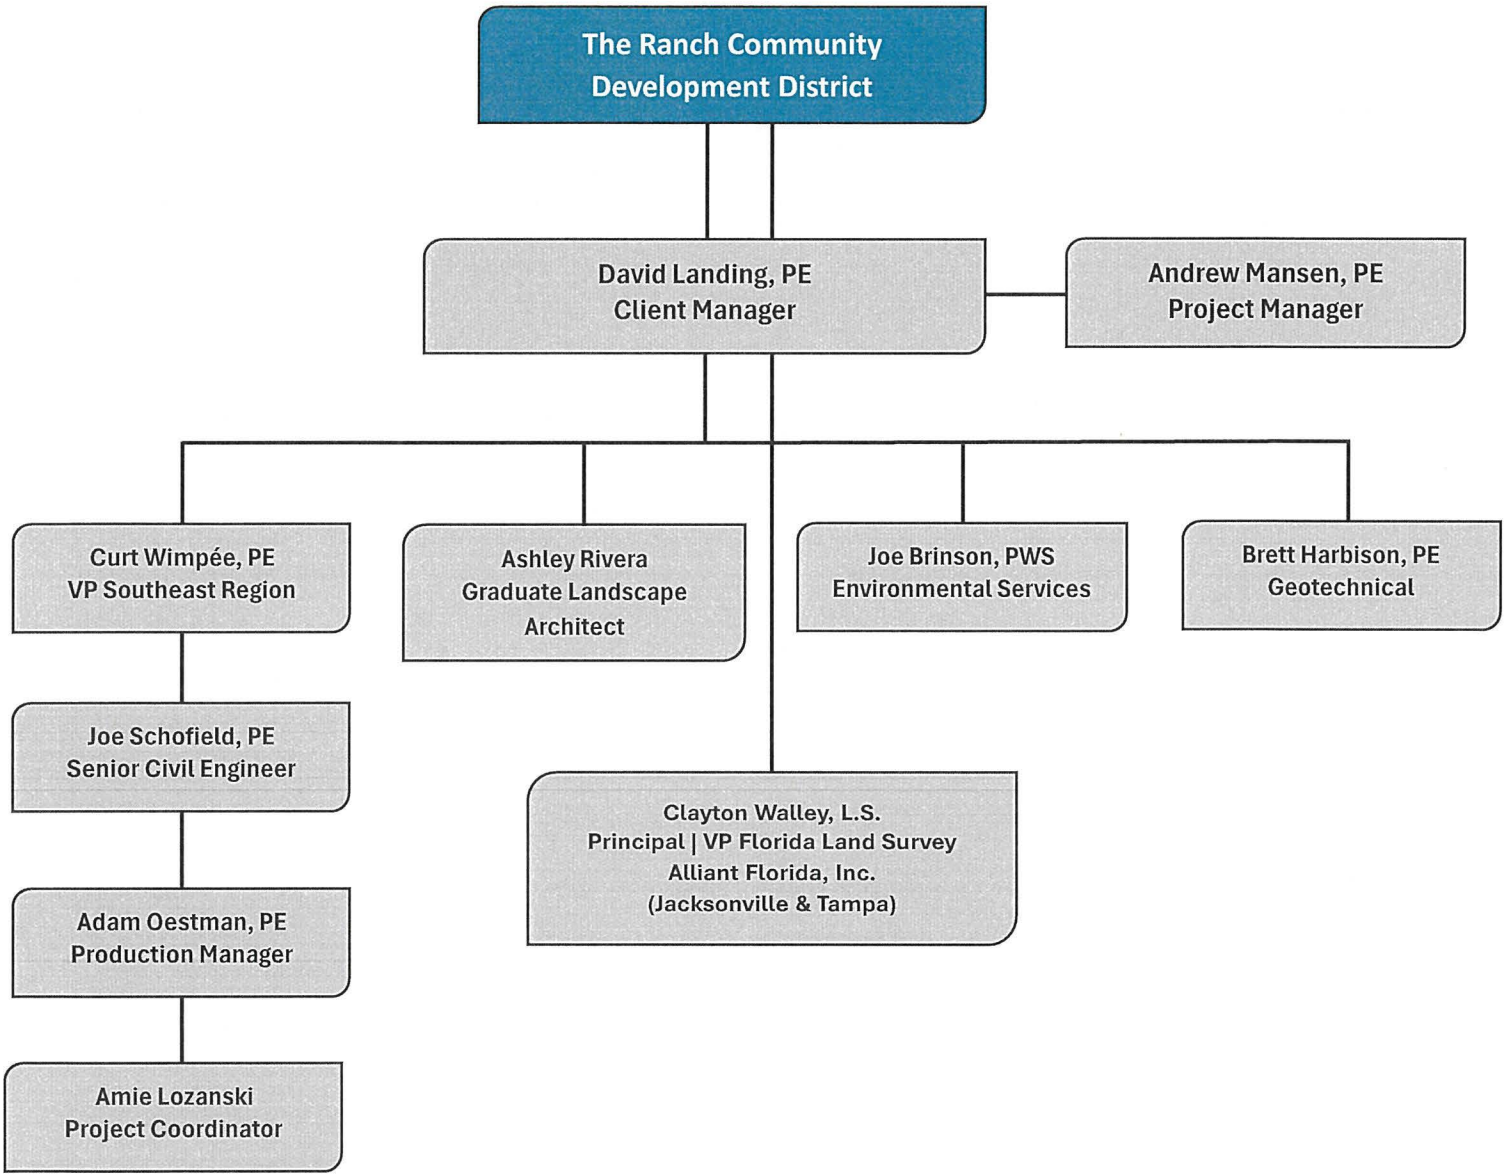 The Ranch Community
Development District
David Landing, PE
Client Manager
Andrew Mansen, PE
Project Manager
Curt Wimpée, PE
VP Southeast Region
Ashley Rivera
Graduate Landscape
Architect
Joe Brinson, PWS
Environmental Services
Brett Harbison, PE
Geotechnical
Joe Schofield, PE
Senior Civil Engineer
Clayton Walley, L.S.
Principal | VP Florida Land Survey
Alliant Florida, Inc.
(Jacksonville & Tampa)
Adam Oestman, PE
Production Manager
Amie Lozanski
Project Coordinator